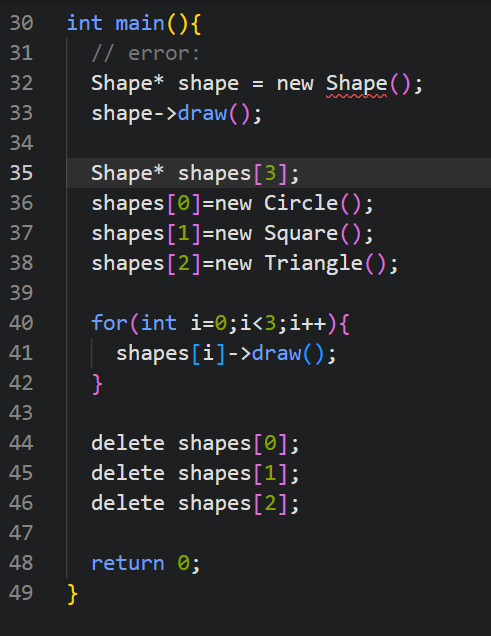 30 int main(){
31 // error:
32 Shape* shape = new Shape();
33 shape->draw();
34
35 Shape* shapes[3];
36 shapes[0]=new Circle();
37 shapes[1]=new Square();
38 shapes[2]=new Triangle();
39
40 for(int i=0;i<3;i++){
41 shapes[i]->draw();
42 }
43
44 delete shapes[0];
45 delete shapes[1];
46 delete shapes[2];
47
48 return 0;
49 }